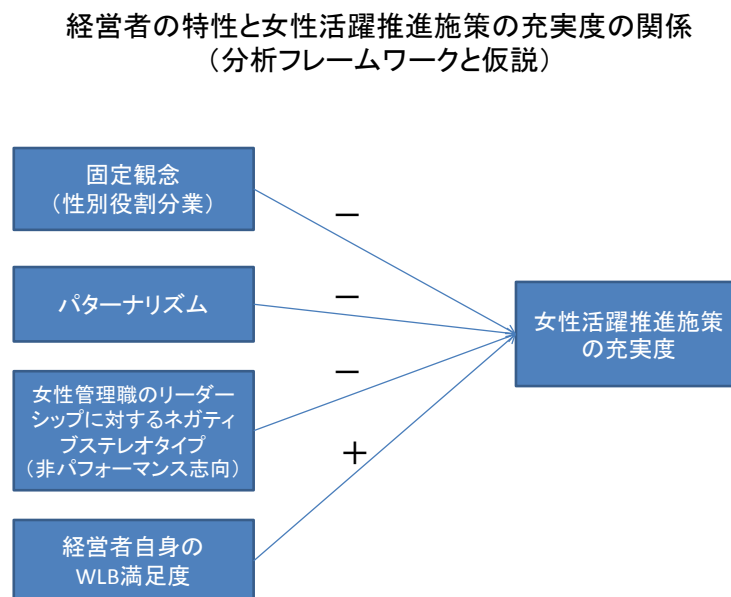 経営者の特性と女性活躍推進施策の充実度の関係
（分析フレームワークと仮説）
固定観念
（性別役割分業）
－
パターナリズム
－
女性活躍推進施策
の充実度
女性管理職のリーダー
シップに対するネガティ
ブステレオタイプ
（非パフォーマンス志向）
－
＋
経営者自身の
WLB満足度